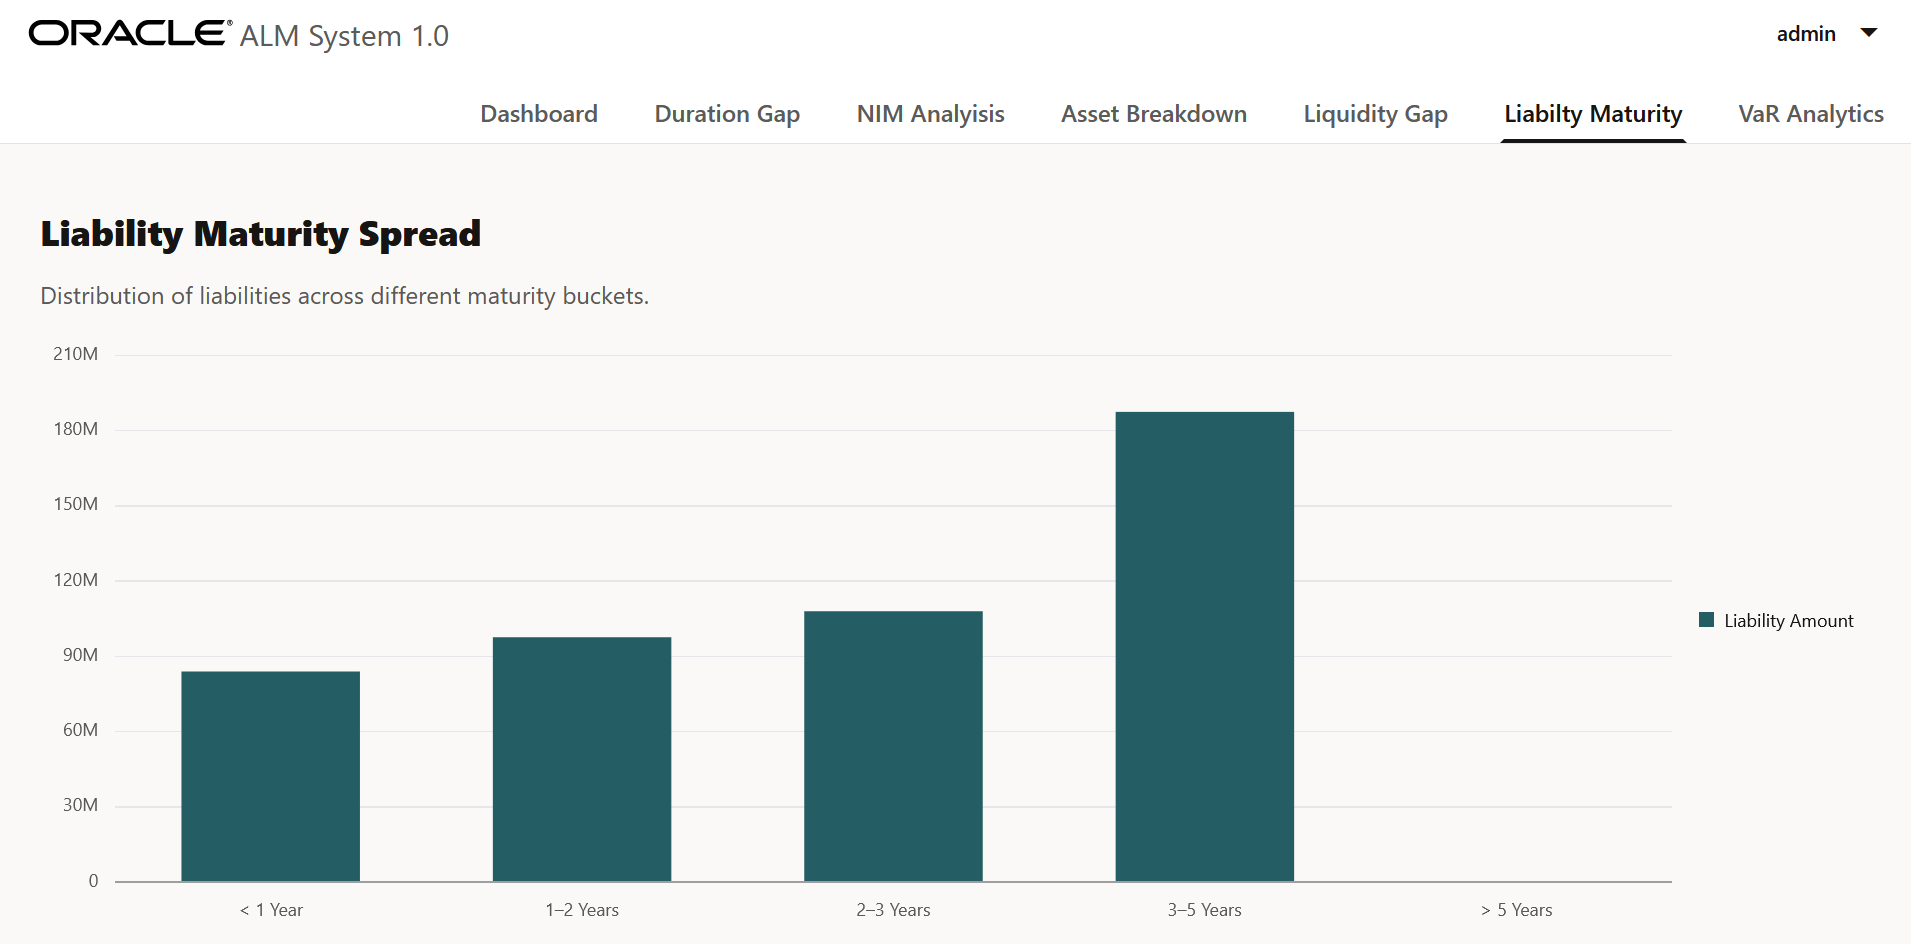 ORACLE® ALM System 1.0
admin
Dashboard Duration Gap NIM Analyisis Asset Breakdown Liquidity Gap Liabilty Maturity VaR Analytics
Liability Maturity Spread
Distribution of liabilities across different maturity buckets.
210M
180M
150M
120M
90M
60M
30M
0
< 1 Year 1–2 Years 2–3 Years 3–5 Years > 5 Years
Liability Amount